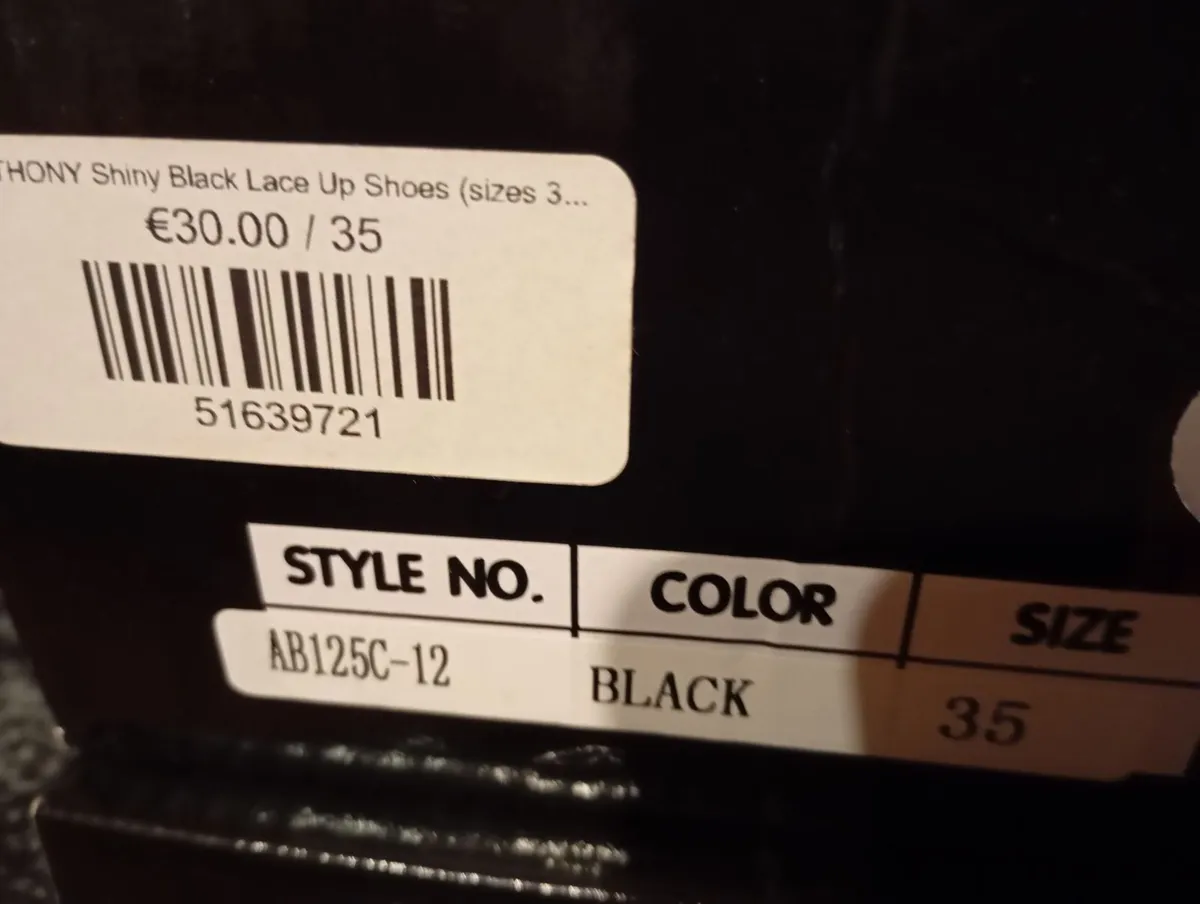 THONY Shiny Black Lace Up Shoes (sizes 3...
€30.00 / 35
51639721
STYLE NO. COLOR SIZE
AB125C-12 BLACK 35